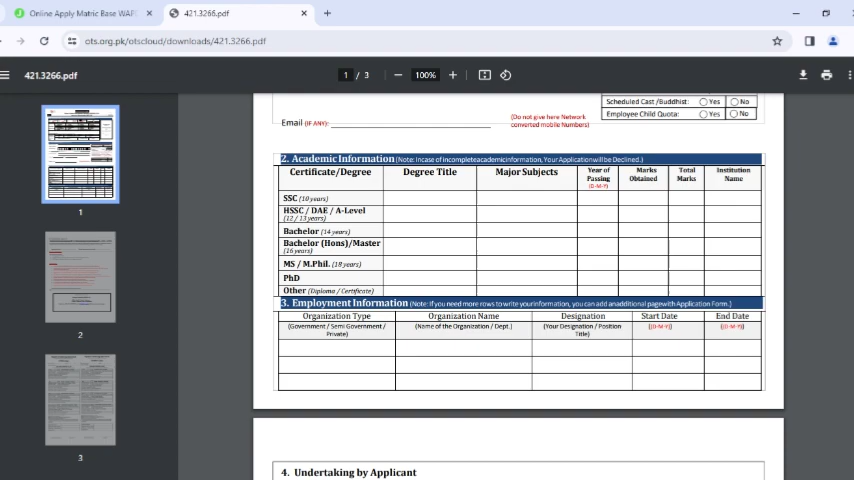 Online Apply Matric Base WAP
421.3266.pdf
ots.org.pk/otscloud/downloads/421.3266.pdf
421.3266.pdf
1 / 3
100%
Scheduled Cast /Buddhist: Yes No
Employee Child Quota: Yes No
Email (IF ANY):
(Do not give here Network
converted mobile Numbers)
2. Academic Information (Note: Incase of incomplete academic information, Your Application will be Declined.)
Certificate/Degree Degree Title Major Subjects Year of Passing (D-M-Y) Marks Obtained Total Marks Institution Name
SSC (10 years)
HSSC / DAE / A-Level
(12 / 13 years)
Bachelor (14 years)
Bachelor (Hons)/Master
(16 years)
MS / M.Phil. (18 years)
PhD
Other (Diploma / Certificate)
3. Employment Information (Note: If you need more rows to write your information, you can add an additional page with Application Form.)
Organization Type Organization Name Designation Start Date End Date
(Government / Semi Government / Private) (Name of the Organization / Dept.) (Your Designation / Position Title) (D-M-Y) (D-M-Y)
4. Undertaking by Applicant
1
2
3